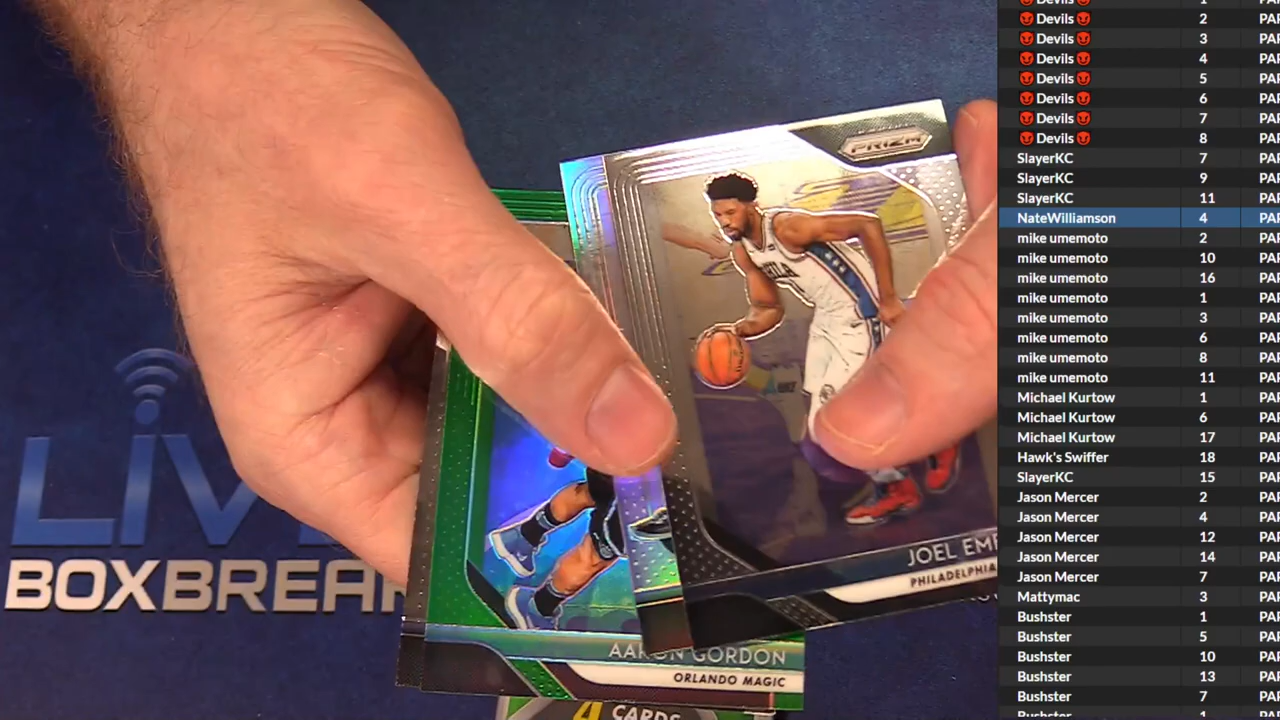 PRIZM
PHILA
JOEL
PHILADELPHIA
AARON GORDON
ORLANDO MAGIC
4 CARDS
LIV
BOXBREA
Devils 1
Devils 2 PAR
Devils 3 PAR
Devils 4 PAR
Devils 5 PAR
Devils 6 PAR
Devils 7 PAR
Devils 8 PAR
SlayerKC 7 PAR
SlayerKC 9 PAR
SlayerKC 11 PAR
NateWilliamson 4 PAR
mike umemoto 2 PAR
mike umemoto 10 PAR
mike umemoto 16 PAR
mike umemoto 1 PAR
mike umemoto 3 PAR
mike umemoto 6 PAR
mike umemoto 8 PAR
mike umemoto 11 PAR
Michael Kurtow 1 PAR
Michael Kurtow 6 PAR
Michael Kurtow 17 PAR
Hawk's Swiffer 18 PAR
SlayerKC 15 PAR
Jason Mercer 2 PAR
Jason Mercer 4 PAR
Jason Mercer 12 PAR
Jason Mercer 14 PAR
Jason Mercer 7 PAR
Mattymac 3 PAR
Bushster 1 PAR
Bushster 5 PAR
Bushster 10 PAR
Bushster 13 PAR
Bushster 7 PAR
Bushster 1